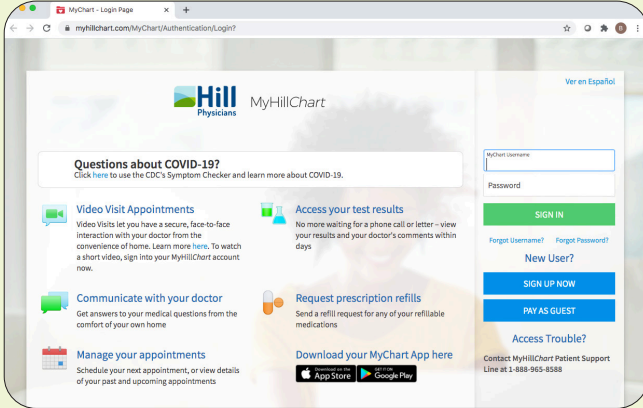 MyChart - Login Page
myhillchart.com/MyChart/Authentication/Login?
B
Hill
Physicians
MyHillChart
Ver en Español
Questions about COVID-19?
Click here to use the CDC's Symptom Checker and learn more about COVID-19.
Video Visit Appointments
Video Visits let you have a secure, face-to-face
interaction with your doctor from the
convenience of home. Learn more here. To watch
a short video, sign into your MyHillChart account
now.
Access your test results
No more waiting for a phone call or letter – view
your results and your doctor's comments within
days
Communicate with your doctor
Get answers to your medical questions from the
comfort of your own home
Request prescription refills
Send a refill request for any of your refillable
medications
Manage your appointments
Schedule your next appointment, or view details
of your past and upcoming appointments
Download your MyChart App here
Download on the
App Store
GET IT ON
Google Play
MyChart Username
Password
SIGN IN
Forgot Username? Forgot Password?
New User?
SIGN UP NOW
PAY AS GUEST
Access Trouble?
Contact MyHillChart Patient Support
Line at 1-888-965-8588